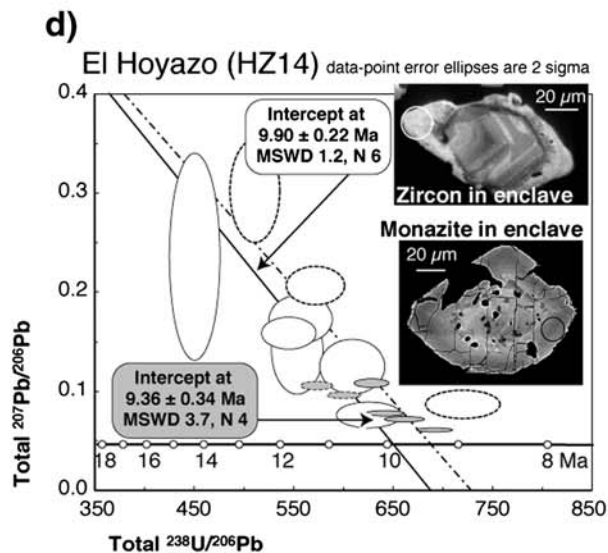 d)
El Hoyazo (HZ14) data-point error ellipses are 2 sigma
0.4
0.3
0.2
0.1
0.0
Total ²⁰⁷Pb/²⁰⁶Pb
Intercept at
9.90 ± 0.22 Ma
MSWD 1.2, N 6
20 µm
Zircon in enclave
Monazite in enclave
20 µm
Intercept at
9.36 ± 0.34 Ma
MSWD 3.7, N 4
18 16 14 12 10 8 Ma
350 450 550 650 750 850
Total ²³⁸U/²⁰⁶Pb